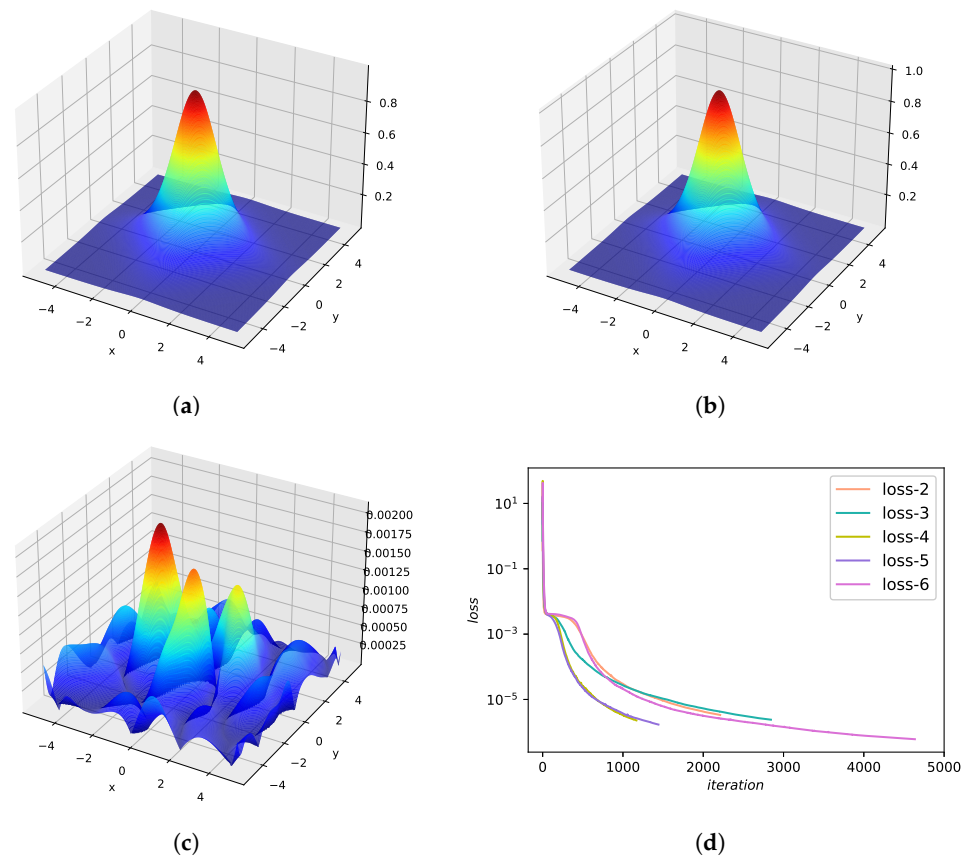 0.8
0.6
0.4
0.2
−4
−2
0
2
4
x
−4
−2
0
2
4
y
(a)
1.0
0.8
0.6
0.4
0.2
−4
−2
0
2
4
x
−4
−2
0
2
4
y
(b)
0.00200
0.00175
0.00150
0.00125
0.00100
0.00075
0.00050
0.00025
−4
−2
0
2
4
x
−4
−2
0
2
4
y
(c)
loss-2
loss-3
loss-4
loss-5
loss-6
10¹
10⁻¹
10⁻³
10⁻⁵
loss
0 1000 2000 3000 4000 5000
iteration
(d)